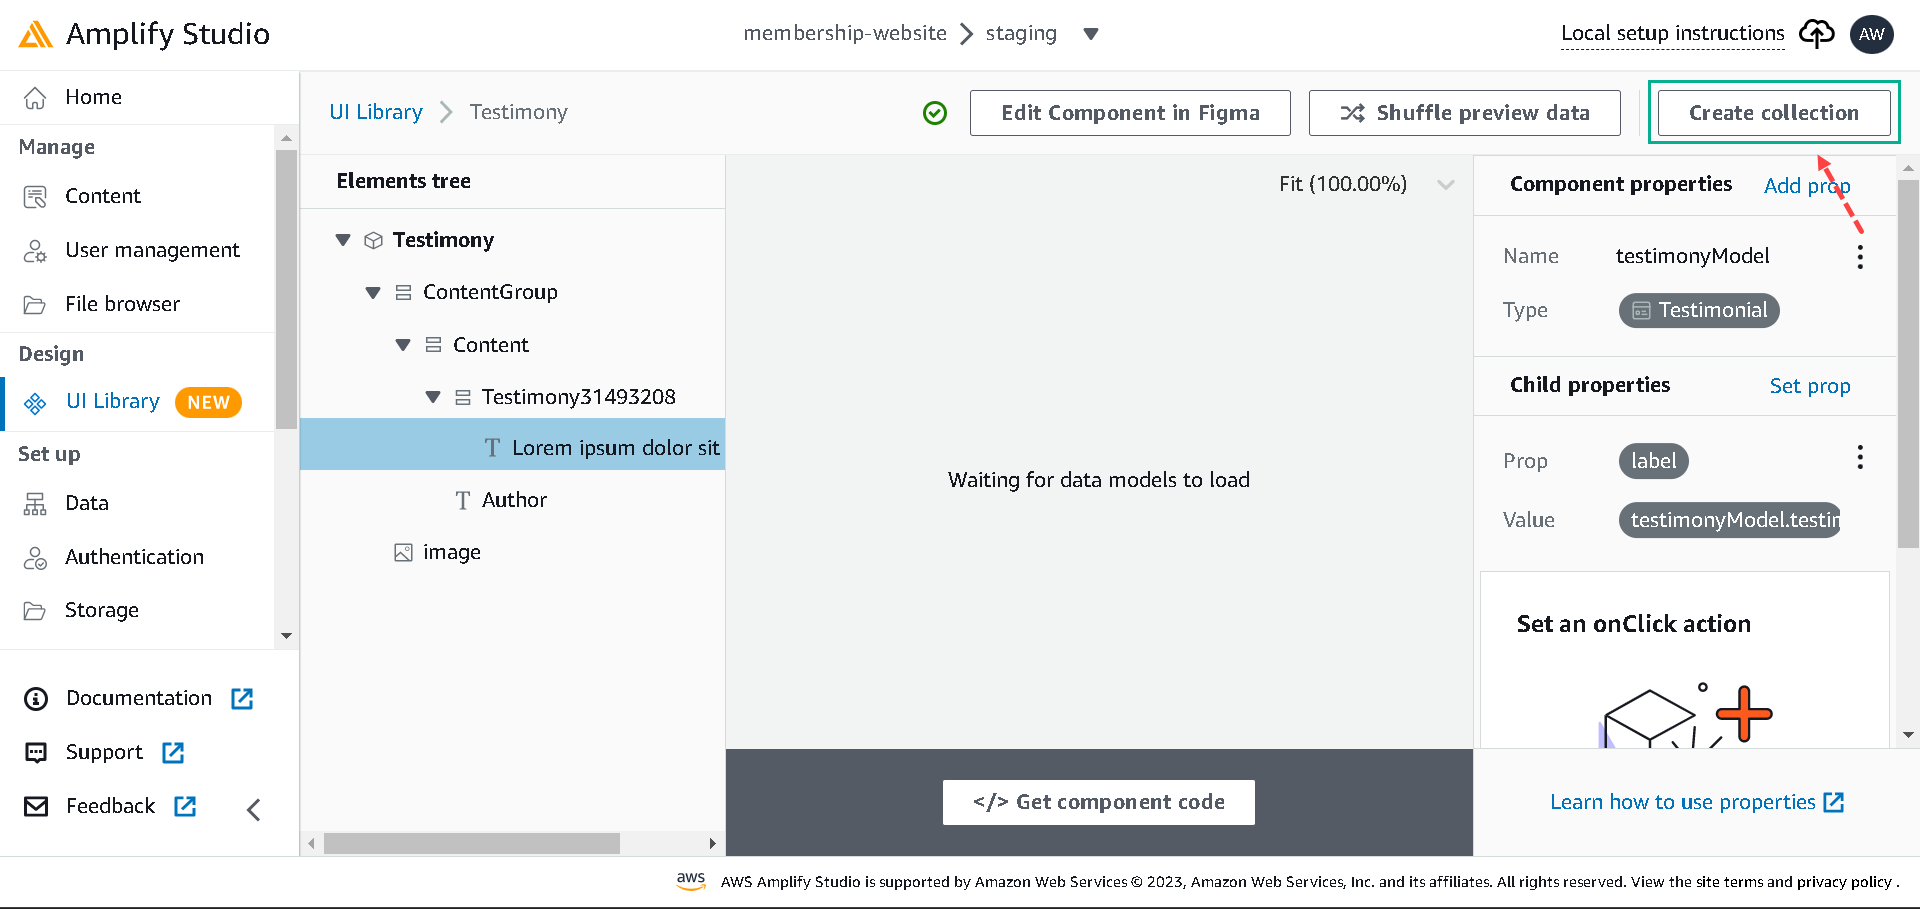 Amplify Studio
membership-website
staging
Local setup instructions
AW
Home
Manage
Content
User management
File browser
Design
UI Library NEW
Set up
Data
Authentication
Storage
Documentation
Support
Feedback
UI Library
Testimony
Edit Component in Figma
Shuffle preview data
Create collection
Elements tree
Testimony
ContentGroup
Content
Testimony31493208
Lorem ipsum dolor sit
Author
image
Fit (100.00%)
Waiting for data models to load
</> Get component code
Component properties Add prop
Name testimonyModel
Type Testimonial
Child properties Set prop
Prop label
Value testimonyModel.testin
Set an onClick action
Learn how to use properties
aws
AWS Amplify Studio is supported by Amazon Web Services © 2023, Amazon Web Services, Inc. and its affiliates. All rights reserved. View the site terms and privacy policy .